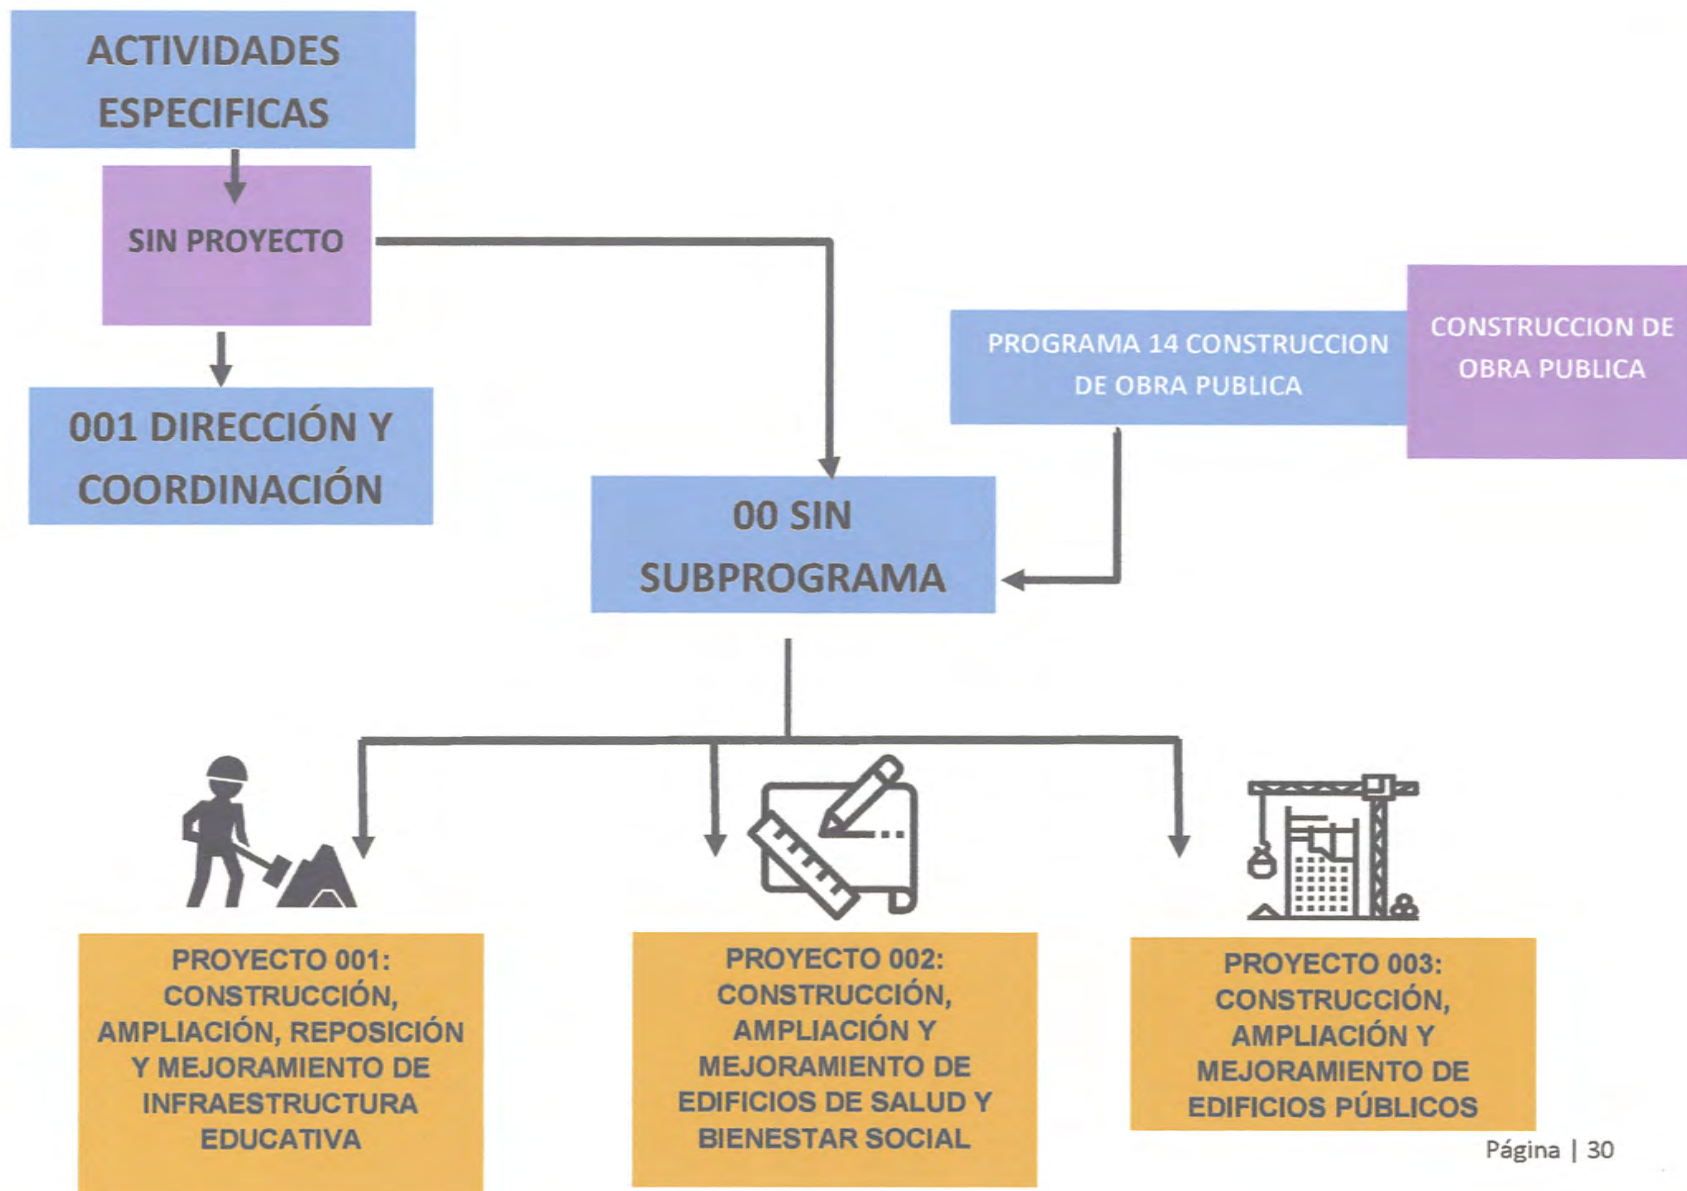 ACTIVIDADES
ESPECIFICAS
SIN PROYECTO
001 DIRECCIÓN Y
COORDINACIÓN
PROGRAMA 14 CONSTRUCCION
DE OBRA PUBLICA
CONSTRUCCION DE
OBRA PUBLICA
00 SIN
SUBPROGRAMA
PROYECTO 001:
CONSTRUCCIÓN,
AMPLIACIÓN, REPOSICIÓN
Y MEJORAMIENTO DE
INFRAESTRUCTURA
EDUCATIVA
PROYECTO 002:
CONSTRUCCIÓN,
AMPLIACIÓN Y
MEJORAMIENTO DE
EDIFICIOS DE SALUD Y
BIENESTAR SOCIAL
PROYECTO 003:
CONSTRUCCIÓN,
AMPLIACIÓN Y
MEJORAMIENTO DE
EDIFICIOS PÚBLICOS
Página | 30